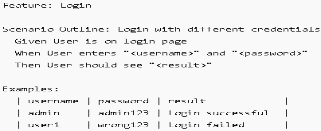 Feature: Login
Scenario Outline: Login with different credentials
Given User is on login page
When User enters "<username>" and "<password>"
Then User should see "<result>"
Examples:
| username | password | result |
| admin | admin123 | Login successful |
| user1 | wrong123 | Login failed |